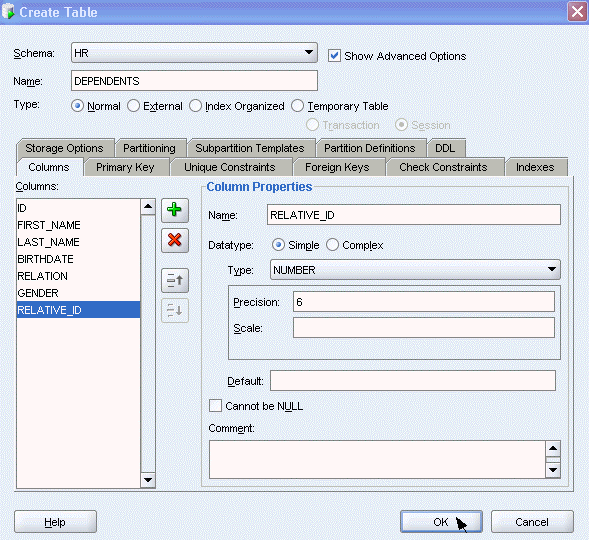 Create Table
Schema: HR Show Advanced Options
Name: DEPENDENTS
Type: Normal External Index Organized Temporary Table
Transaction Session
Storage Options Partitioning Subpartition Templates Partition Definitions DDL
Columns Primary Key Unique Constraints Foreign Keys Check Constraints Indexes
Columns:
ID
FIRST_NAME
LAST_NAME
BIRTHDATE
RELATION
GENDER
RELATIVE_ID
Column Properties
Name: RELATIVE_ID
Datatype: Simple Complex
Type: NUMBER
Precision: 6
Scale:
Default:
Cannot be NULL
Comment:
Help OK Cancel